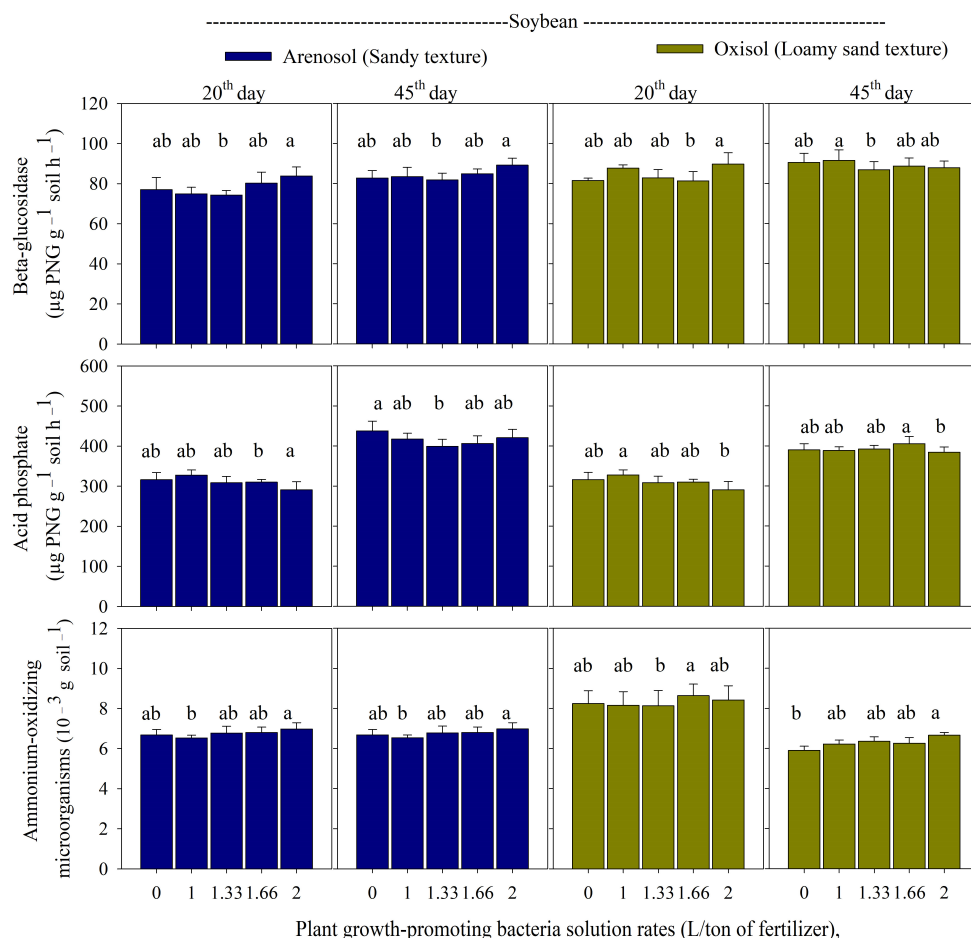 Soybean
Arenosol (Sandy texture)
Oxisol (Loamy sand texture)
20th day
45th day
20th day
45th day
Beta-glucosidase
(µg PNG g⁻¹ soil h⁻¹)
120
100
80
60
40
20
0
ab ab b ab a
ab ab b ab a
ab ab ab b a
ab a b ab ab
Acid phosphate
(µg PNG g⁻¹ soil h⁻¹)
600
500
400
300
200
100
0
ab ab ab b a
a ab b ab ab
ab a ab ab b
ab ab ab a b
Ammonium-oxidizing
microorganisms (10⁻³ g soil⁻¹)
12
10
8
6
4
2
0
ab b ab ab a
ab b ab ab a
ab ab b a ab
b ab ab ab a
0 1 1.33 1.66 2
0 1 1.33 1.66 2
0 1 1.33 1.66 2
0 1 1.33 1.66 2
Plant growth-promoting bacteria solution rates (L/ton of fertilizer),